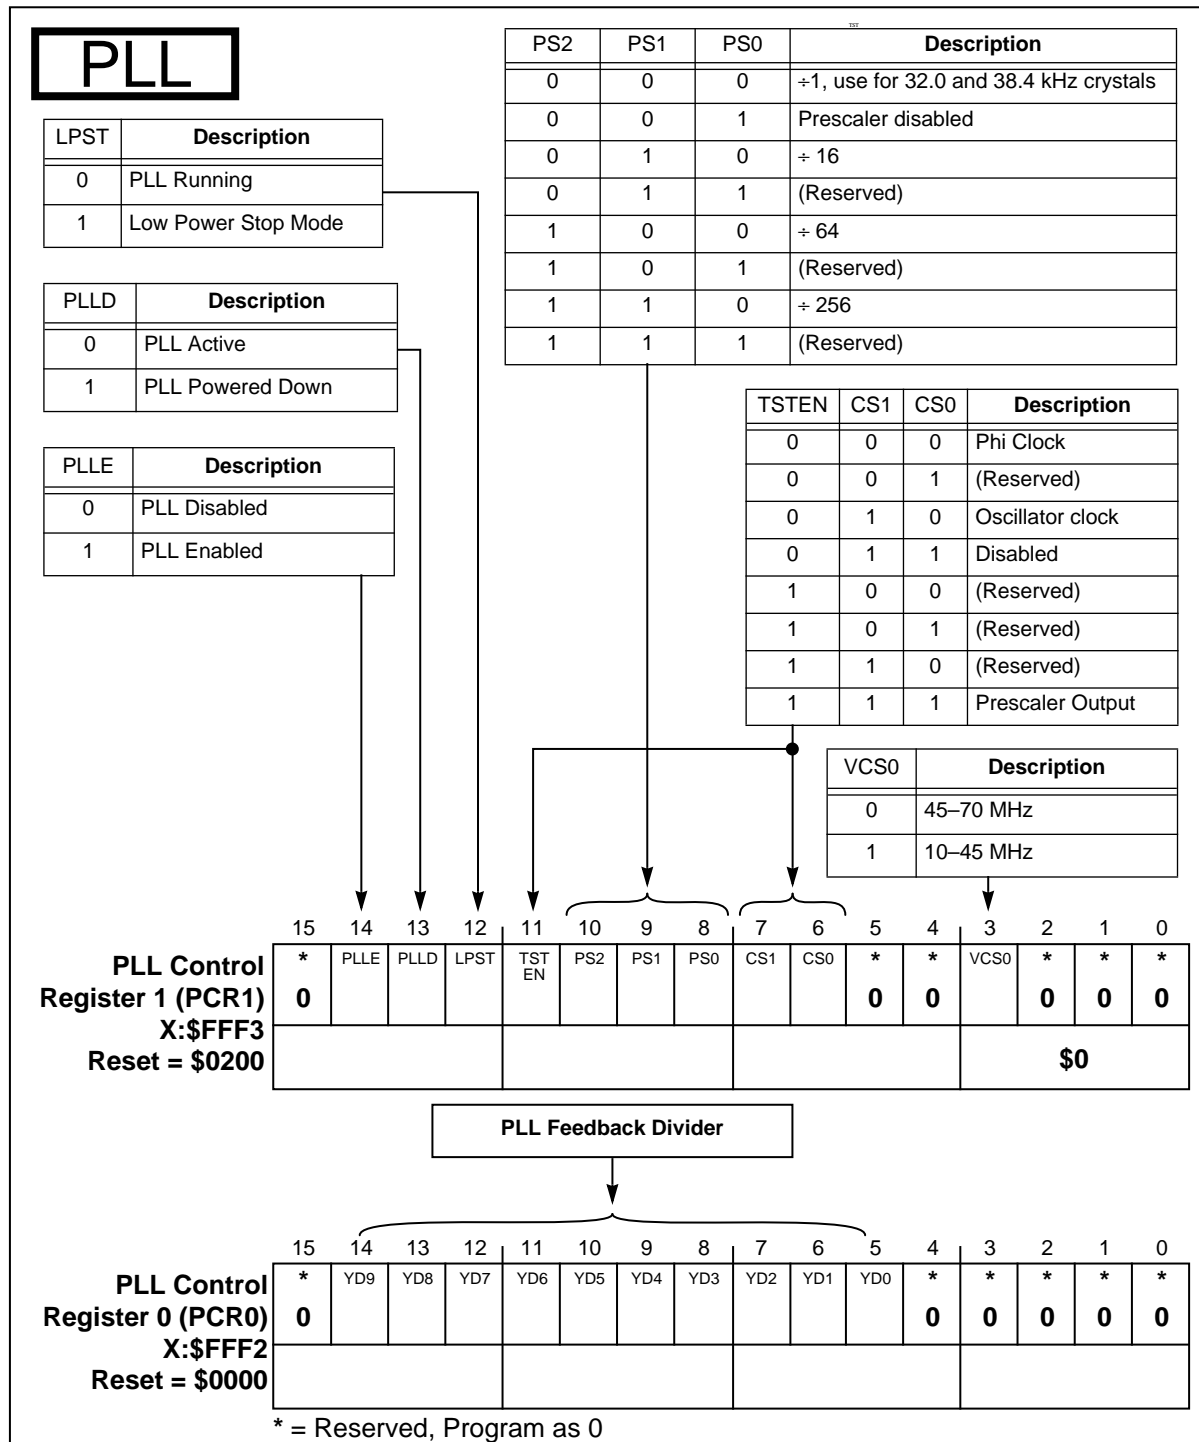 TST
PLL
PS2 PS1 PS0 Description
0 0 0 ÷1, use for 32.0 and 38.4 kHz crystals
0 0 1 Prescaler disabled
0 1 0 ÷ 16
0 1 1 (Reserved)
1 0 0 ÷ 64
1 0 1 (Reserved)
1 1 0 ÷ 256
1 1 1 (Reserved)
LPST Description
0 PLL Running
1 Low Power Stop Mode
PLLD Description
0 PLL Active
1 PLL Powered Down
PLLE Description
0 PLL Disabled
1 PLL Enabled
TSTEN CS1 CS0 Description
0 0 0 Phi Clock
0 0 1 (Reserved)
0 1 0 Oscillator clock
0 1 1 Disabled
1 0 0 (Reserved)
1 0 1 (Reserved)
1 1 0 (Reserved)
1 1 1 Prescaler Output
VCS0 Description
0 45–70 MHz
1 10–45 MHz
15 14 13 12 11 10 9 8 7 6 5 4 3 2 1 0
PLL Control
Register 1 (PCR1)
X:$FFF3
Reset = $0200
* PLLE PLLD LPST TST EN PS2 PS1 PS0 CS1 CS0 * * VCS0 * * *
0 0 0 0 0 0
$0
PLL Feedback Divider
15 14 13 12 11 10 9 8 7 6 5 4 3 2 1 0
PLL Control
Register 0 (PCR0)
X:$FFF2
Reset = $0000
* YD9 YD8 YD7 YD6 YD5 YD4 YD3 YD2 YD1 YD0 * * * * *
0 0 0 0 0 0
* = Reserved, Program as 0